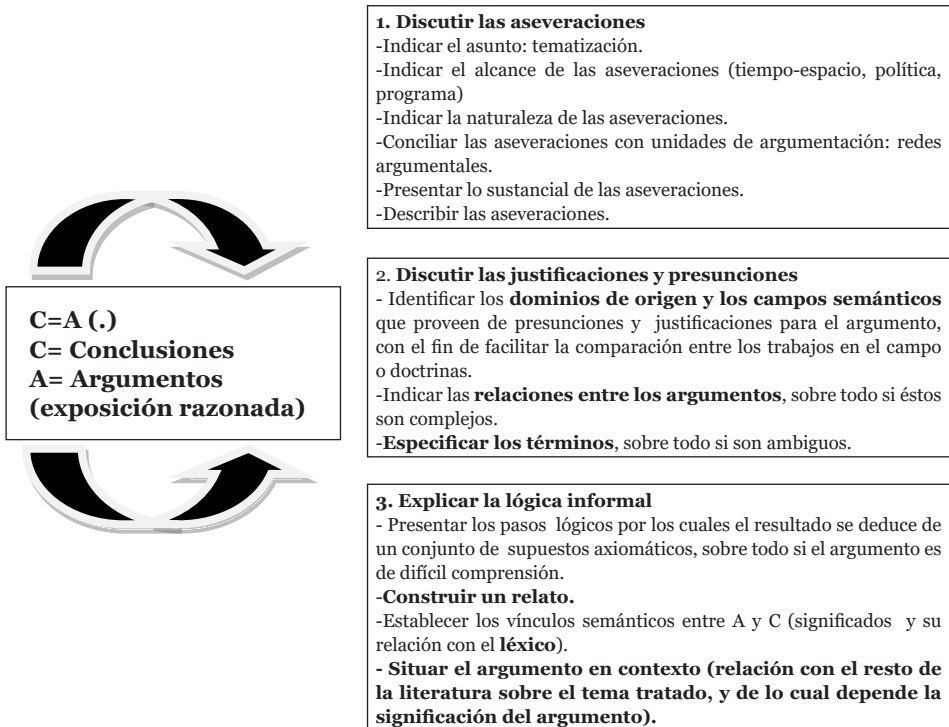 C=A (.)
C= Conclusiones
A= Argumentos
(exposición razonada)
1. Discutir las aseveraciones
-Indicar el asunto: tematización.
-Indicar el alcance de las aseveraciones (tiempo-espacio, política,
programa)
-Indicar la naturaleza de las aseveraciones.
-Conciliar las aseveraciones con unidades de argumentación: redes
argumentales.
-Presentar lo sustancial de las aseveraciones.
-Describir las aseveraciones.
2. Discutir las justificaciones y presunciones
- Identificar los dominios de origen y los campos semánticos
que proveen de presunciones y justificaciones para el argumento,
con el fin de facilitar la comparación entre los trabajos en el campo
o doctrinas.
-Indicar las relaciones entre los argumentos, sobre todo si éstos
son complejos.
-Especificar los términos, sobre todo si son ambiguos.
3. Explicar la lógica informal
- Presentar los pasos lógicos por los cuales el resultado se deduce de
un conjunto de supuestos axiomáticos, sobre todo si el argumento es
de difícil comprensión.
-Construir un relato.
-Establecer los vínculos semánticos entre A y C (significados y su
relación con el léxico).
- Situar el argumento en contexto (relación con el resto de
la literatura sobre el tema tratado, y de lo cual depende la
significación del argumento).